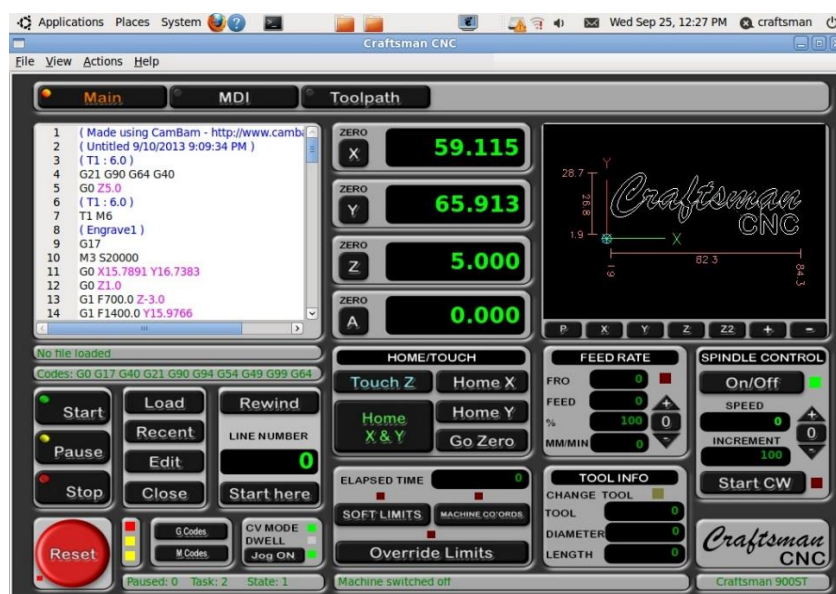 Applications Places System
Wed Sep 25, 12:27 PM craftsman
Craftsman CNC
File View Actions Help
Main MDI Toolpath
1 ( Made using CamBam - http://www.camba
2 ( Untitled 9/10/2013 9:09:34 PM )
3 ( T1 : 6.0 )
4 G21 G90 G64 G40
5 G0 Z5.0
6 ( T1 : 6.0 )
7 T1 M6
8 ( Engrave1 )
9 G17
10 M3 S20000
11 G0 X15.7891 Y16.7383
12 G0 Z1.0
13 G1 F700.0 Z-3.0
14 G1 F1400.0 Y15.9766
No file loaded
Codes: G0 G17 G40 G21 G90 G94 G54 G49 G99 G64
ZERO
X 59.115
ZERO
Y 65.913
ZERO
Z 5.000
ZERO
A 0.000
28.7 Y
26.8
Craftsman
CNC
1.9 X
1.9 82.3 84.3
P X Y Z Z2 + -
Start
Pause
Stop
Load
Recent
Edit
Close
Rewind
LINE NUMBER
0
Start here
HOME/TOUCH
Touch Z Home X
Home X & Y
Home Y
Go Zero
FEED RATE
FRO 0
FEED 0
% 100
MM/MIN 0
+
0
-
SPINDLE CONTROL
On/Off
SPEED
0
INCREMENT
100
+
0
-
Start CW
ELAPSED TIME 0
SOFT LIMITS MACHINE CO'ORDS
Override Limits
TOOL INFO
CHANGE TOOL
TOOL 0
DIAMETER 0
LENGTH 0
Reset
G Codes
M Codes
CV MODE
DWELL
Jog ON
Craftsman
CNC
Paused: 0 Task: 2 State: 1
Machine switched off
Craftsman 900ST